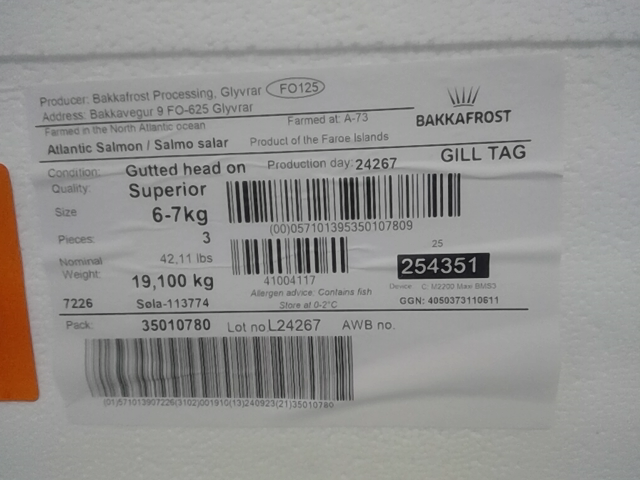 Producer: Bakkafrost Processing, Glyvrar FO125
Address: Bakkavegur 9 FO-625 Glyvrar
Farmed in the North Atlantic ocean Farmed at: A-73
BAKKAFROST
Atlantic Salmon / Salmo salar Product of the Faroe Islands
GILL TAG
Condition: Gutted head on Production day: 24267
Quality: Superior
Size 6-7kg
(00)057101395350107809
Pieces: 3
25
Nominal 42,11 lbs
254351
Weight: 19,100 kg
41004117
Allergen advice: Contains fish
Device: C: M2200 Maxi BMS3
7226 Søla-113774 Store at 0-2°C GGN: 4050373110611
Pack: 35010780 Lot no L24267 AWB no.
(01)571013907226(3102)001910(13)240923(21)35010780